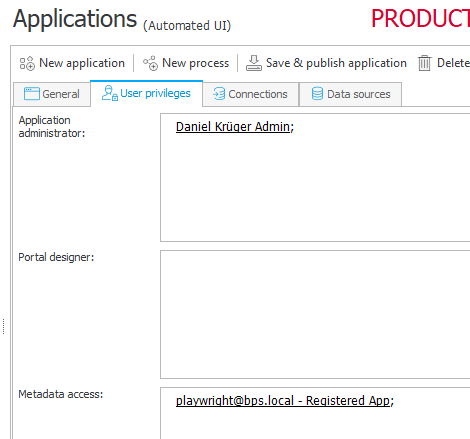 Applications (Automated UI) PRODUCT
New application New process Save & publish application Delete
General User privileges Connections Data sources
Application
administrator:
Daniel Krüger Admin;
Portal designer:
Metadata access:
playwright@bps.local - Registered App;